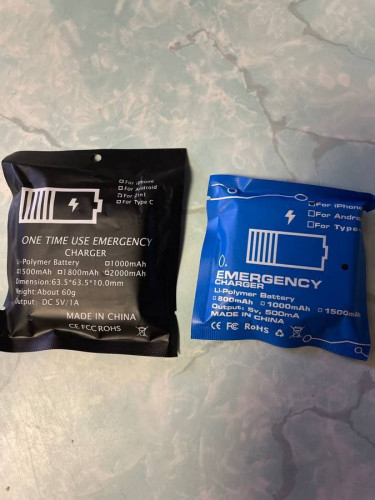 □For iPhone
□For Android
□For 2in1
□For Type C
ONE TIME USE EMERGENCY
CHARGER
Li-Polymer Battery □1000mAh
□500mAh □1800mAh □2000mAh
Dimension:63.5*63.5*10.0mm
Weight:About 60g
Output: DC 5V/1A
MADE IN CHINA
CE FCC ROHS
□For iPhone
□For Andro
□For Type-
EMERGENCY
CHARGER
Li-Polymer Battery
□800mAh □1000mAh □1500mAh
Output: 5v, 500mA
MADE IN CHINA
CE FC RoHS